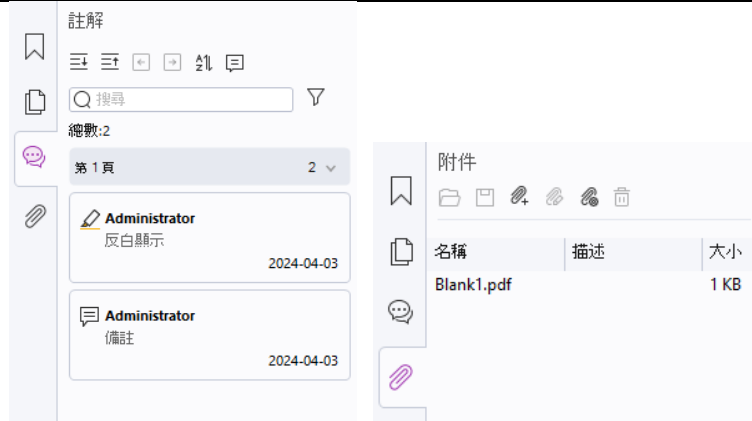 註解
搜尋
總數:2
第 1 頁 2
Administrator
反白顯示
2024-04-03
Administrator
備註
2024-04-03
附件
名稱 描述 大小
Blank1.pdf 1 KB